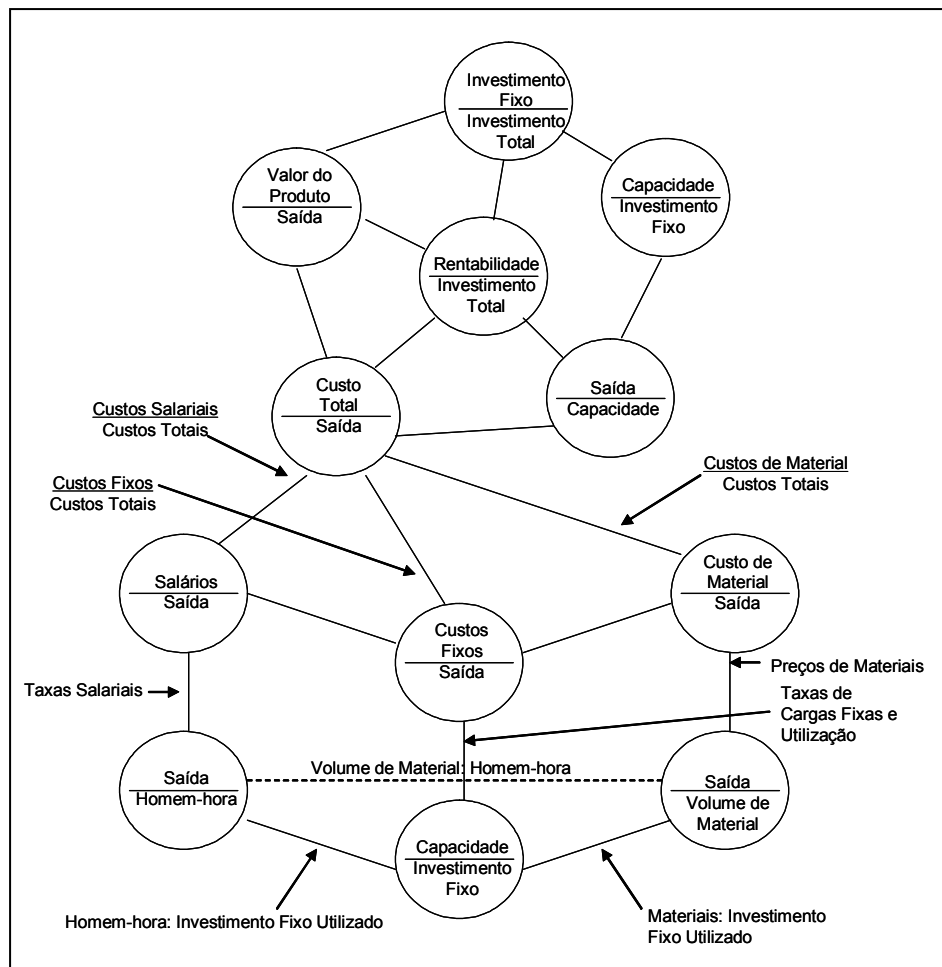 Investimento
Fixo
Investimento
Total
Valor do
Produto
Saída
Capacidade
Investimento
Fixo
Rentabilidade
Investimento
Total
Custo
Total
Saída
Saída
Capacidade
Custos Salariais
Custos Totais
Custos Fixos
Custos Totais
Custos de Material
Custos Totais
Salários
Saída
Custos
Fixos
Saída
Custo de
Material
Saída
Taxas Salariais
Preços de Materiais
Taxas de
Cargas Fixas e
Utilização
Volume de Material: Homem-hora
Saída
Homem-hora
Capacidade
Investimento
Fixo
Saída
Volume de
Material
Homem-hora: Investimento Fixo Utilizado
Materiais: Investimento
Fixo Utilizado